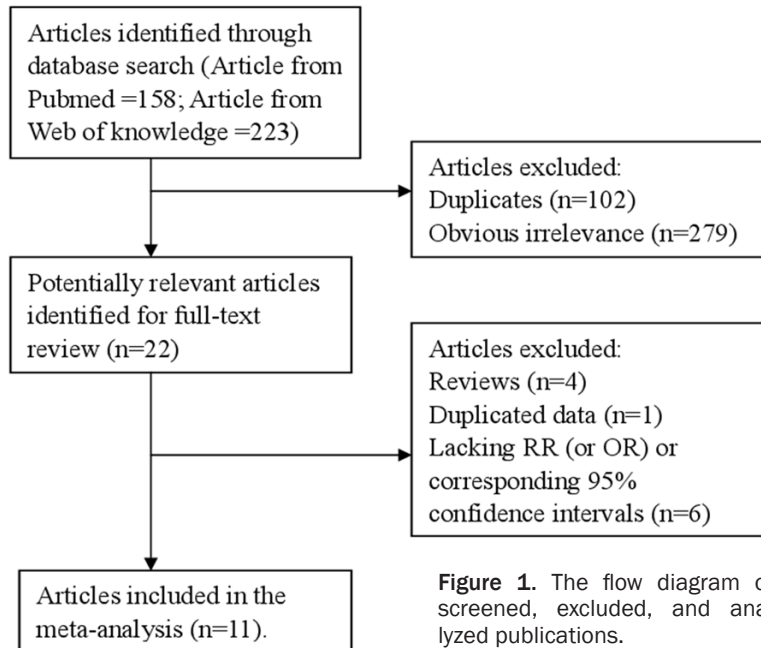 Articles identified through
database search (Article from
Pubmed =158; Article from
Web of knowledge =223)
Articles excluded:
Duplicates (n=102)
Obvious irrelevance (n=279)
Potentially relevant articles
identified for full-text
review (n=22)
Articles excluded:
Reviews (n=4)
Duplicated data (n=1)
Lacking RR (or OR) or
corresponding 95%
confidence intervals (n=6)
Articles included in the
meta-analysis (n=11).
Figure 1. The flow diagram
screened, excluded, and ana
lyzed publications.